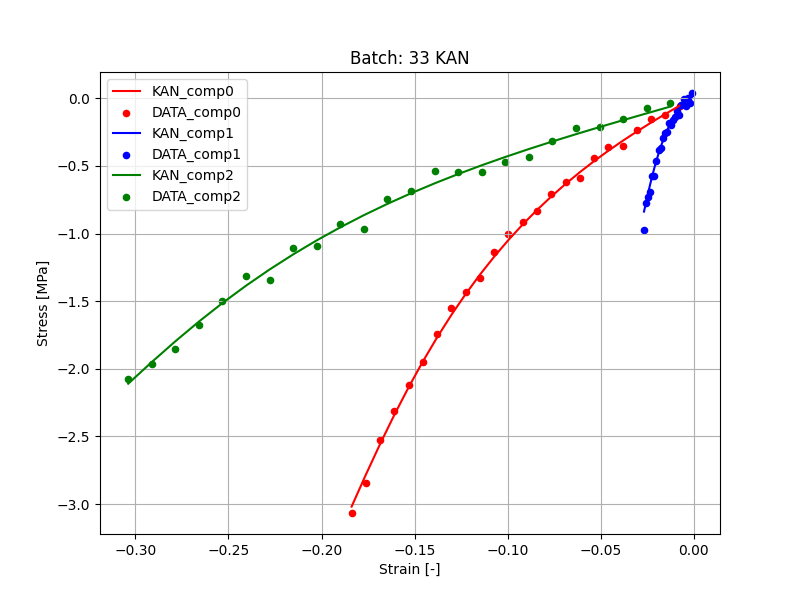 Batch: 33 KAN
KAN_comp0
DATA_comp0
KAN_comp1
DATA_comp1
KAN_comp2
DATA_comp2
0.0
−0.5
−1.0
−1.5
−2.0
−2.5
−3.0
Stress [MPa]
−0.30
−0.25
−0.20
−0.15
−0.10
−0.05
0.00
Strain [-]